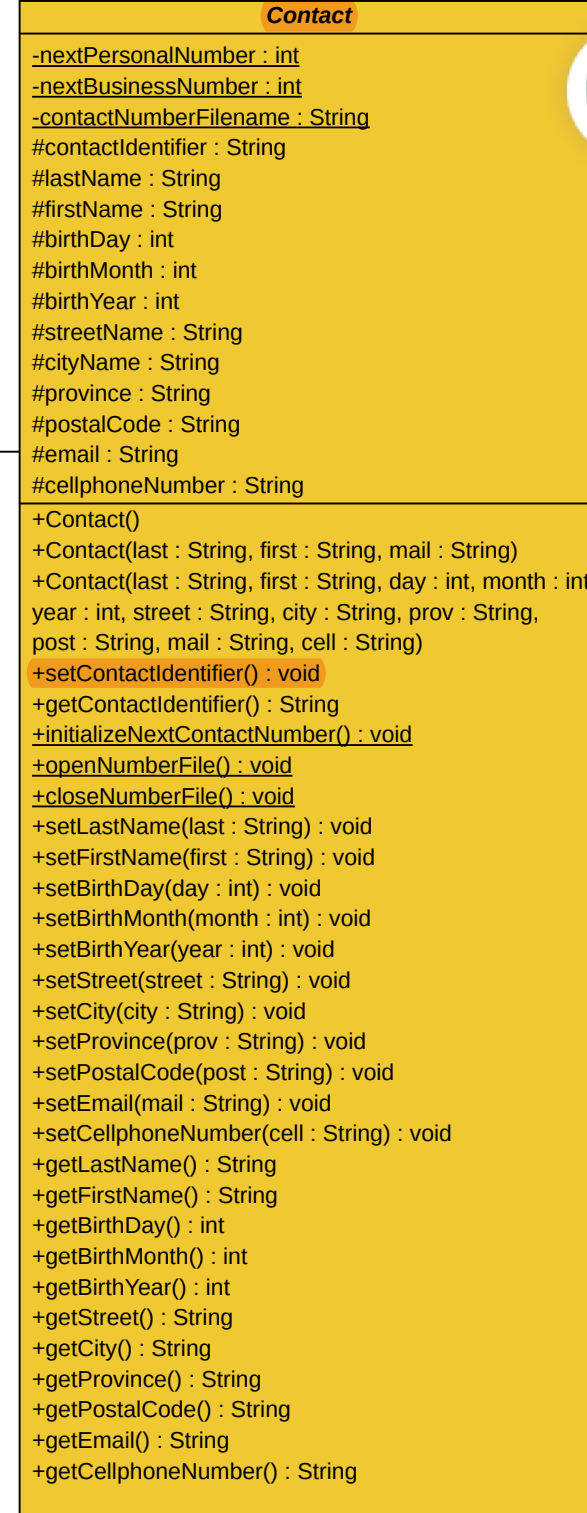 Contact
-nextPersonalNumber : int
-nextBusinessNumber : int
-contactNumberFilename : String
#contactIdentifier : String
#lastName : String
#firstName : String
#birthDay : int
#birthMonth : int
#birthYear : int
#streetName : String
#cityName : String
#province : String
#postalCode : String
#email : String
#cellphoneNumber : String
+Contact()
+Contact(last : String, first : String, mail : String)
+Contact(last : String, first : String, day : int, month : int
year : int, street : String, city : String, prov : String,
post : String, mail : String, cell : String)
+setContactIdentifier() : void
+getContactIdentifier() : String
+initializeNextContactNumber() : void
+openNumberFile() : void
+closeNumberFile() : void
+setLastName(last : String) : void
+setFirstName(first : String) : void
+setBirthDay(day : int) : void
+setBirthMonth(month : int) : void
+setBirthYear(year : int) : void
+setStreet(street : String) : void
+setCity(city : String) : void
+setProvince(prov : String) : void
+setPostalCode(post : String) : void
+setEmail(mail : String) : void
+setCellphoneNumber(cell : String) : void
+getLastName() : String
+getFirstName() : String
+getBirthDay() : int
+getBirthMonth() : int
+getBirthYear() : int
+getStreet() : String
+getCity() : String
+getProvince() : String
+getPostalCode() : String
+getEmail() : String
+getCellphoneNumber() : String